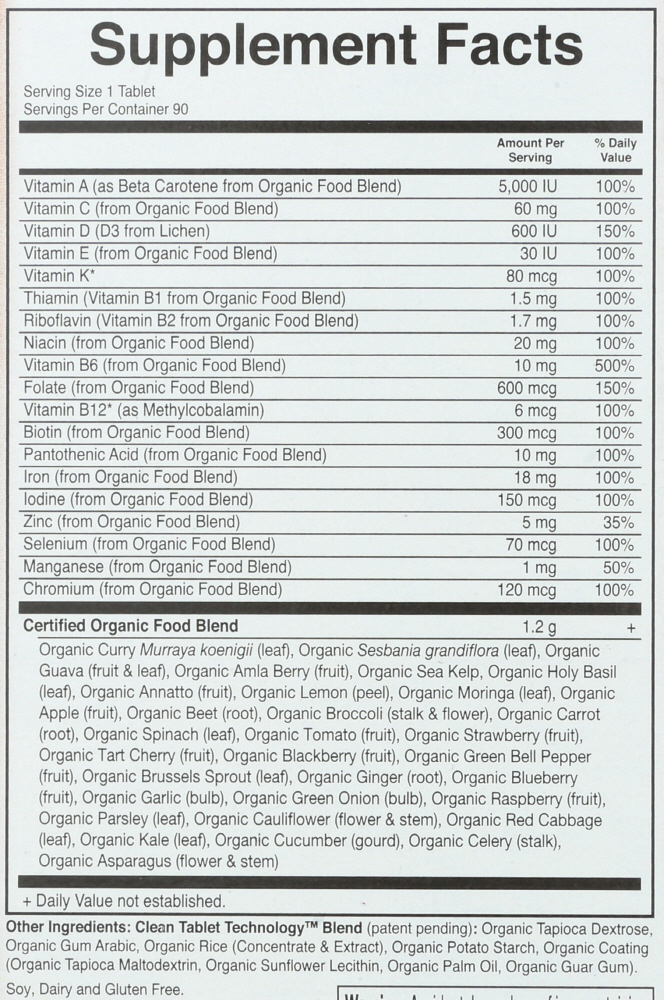 Supplement Facts
Serving Size 1 Tablet
Servings Per Container 90
Amount Per Serving % Daily Value
Vitamin A (as Beta Carotene from Organic Food Blend) 5,000 IU 100%
Vitamin C (from Organic Food Blend) 60 mg 100%
Vitamin D (D3 from Lichen) 600 IU 150%
Vitamin E (from Organic Food Blend) 30 IU 100%
Vitamin K* 80 mcg 100%
Thiamin (Vitamin B1 from Organic Food Blend) 1.5 mg 100%
Riboflavin (Vitamin B2 from Organic Food Blend) 1.7 mg 100%
Niacin (from Organic Food Blend) 20 mg 100%
Vitamin B6 (from Organic Food Blend) 10 mg 500%
Folate (from Organic Food Blend) 600 mcg 150%
Vitamin B12* (as Methylcobalamin) 6 mcg 100%
Biotin (from Organic Food Blend) 300 mcg 100%
Pantothenic Acid (from Organic Food Blend) 10 mg 100%
Iron (from Organic Food Blend) 18 mg 100%
Iodine (from Organic Food Blend) 150 mcg 100%
Zinc (from Organic Food Blend) 5 mg 35%
Selenium (from Organic Food Blend) 70 mcg 100%
Manganese (from Organic Food Blend) 1 mg 50%
Chromium (from Organic Food Blend) 120 mcg 100%
Certified Organic Food Blend 1.2 g +
Organic Curry Murraya koenigii (leaf), Organic Sesbania grandiflora (leaf), Organic
Guava (fruit & leaf), Organic Amla Berry (fruit), Organic Sea Kelp, Organic Holy Basil
(leaf), Organic Annatto (fruit), Organic Lemon (peel), Organic Moringa (leaf), Organic
Apple (fruit), Organic Beet (root), Organic Broccoli (stalk & flower), Organic Carrot
(root), Organic Spinach (leaf), Organic Tomato (fruit), Organic Strawberry (fruit),
Organic Tart Cherry (fruit), Organic Blackberry (fruit), Organic Green Bell Pepper
(fruit), Organic Brussels Sprout (leaf), Organic Ginger (root), Organic Blueberry
(fruit), Organic Garlic (bulb), Organic Green Onion (bulb), Organic Raspberry (fruit),
Organic Parsley (leaf), Organic Cauliflower (flower & stem), Organic Red Cabbage
(leaf), Organic Kale (leaf), Organic Cucumber (gourd), Organic Celery (stalk),
Organic Asparagus (flower & stem)
+ Daily Value not established.
Other Ingredients: Clean Tablet Technology™ Blend (patent pending): Organic Tapioca Dextrose,
Organic Gum Arabic, Organic Rice (Concentrate & Extract), Organic Potato Starch, Organic Coating
(Organic Tapioca Maltodextrin, Organic Sunflower Lecithin, Organic Palm Oil, Organic Guar Gum).
Soy, Dairy and Gluten Free.